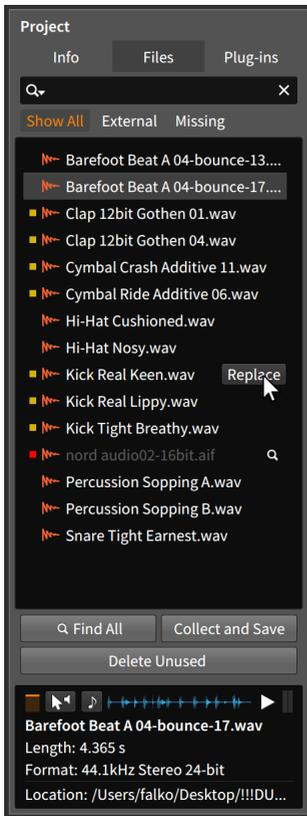 Project
Info Files Plug-ins
Show All External Missing
Barefoot Beat A 04-bounce-13....
Barefoot Beat A 04-bounce-17....
Clap 12bit Gothen 01.wav
Clap 12bit Gothen 04.wav
Cymbal Crash Additive 11.wav
Cymbal Ride Additive 06.wav
Hi-Hat Cushioned.wav
Hi-Hat Nosy.wav
Kick Real Keen.wav Replace
Kick Real Lippy.wav
Kick Tight Breathy.wav
nord audio02-16bit.aif
Percussion Sopping A.wav
Percussion Sopping B.wav
Snare Tight Earnest.wav
Find All Collect and Save
Delete Unused
Barefoot Beat A 04-bounce-17.wav
Length: 4.365 s
Format: 44.1kHz Stereo 24-bit
Location: /Users/falko/Desktop/!!!DU...